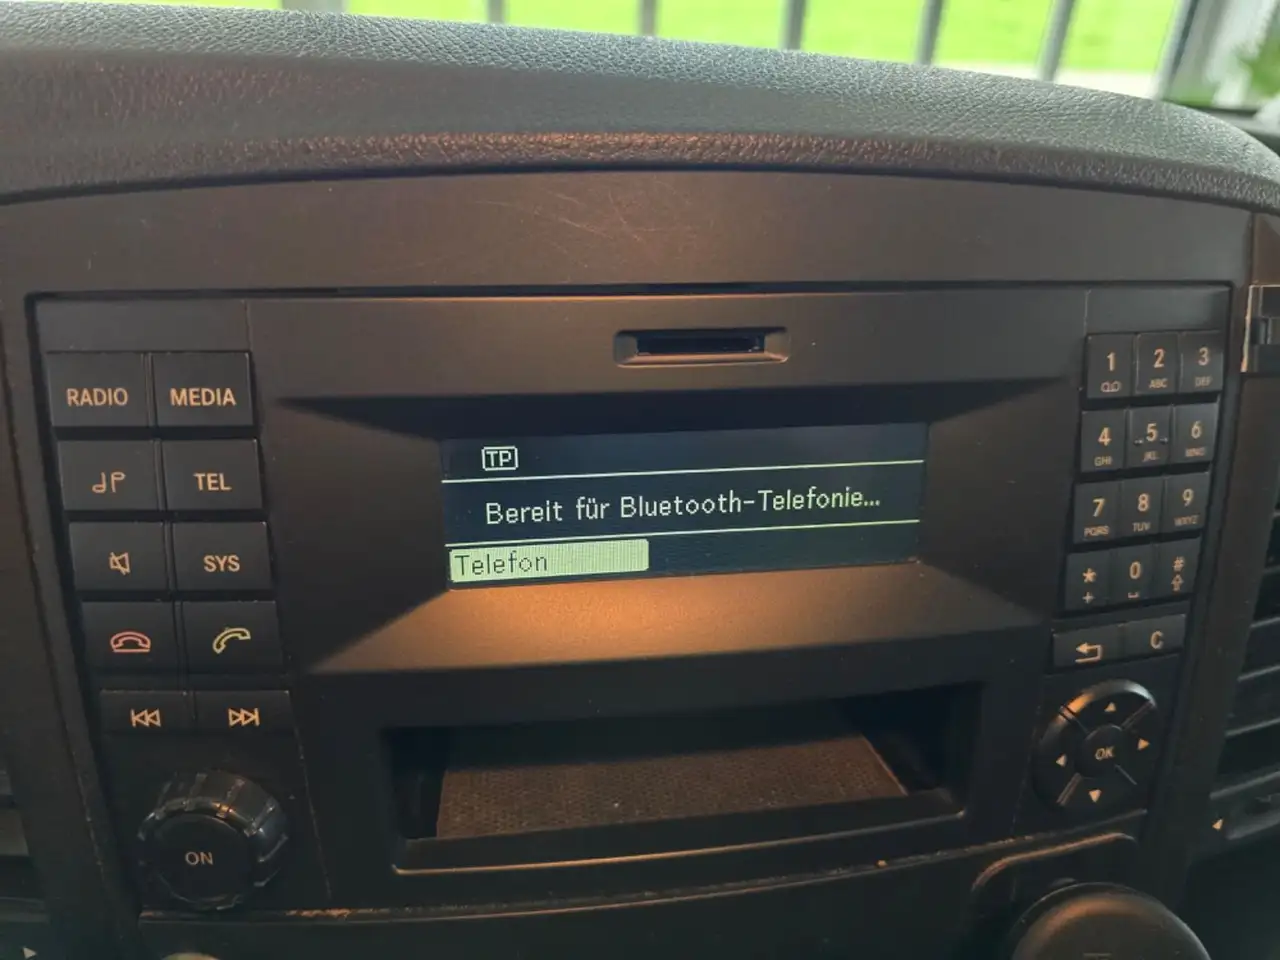 RADIO MEDIA
TEL
SYS
ON
TP
Bereit für Bluetooth-Telefonie...
Telefon
1 2 ABC 3 DEF
4 GHI 5 JKL 6 MNO
7 PQRS 8 TUV 9 WXYZ
* + 0 #
C
OK